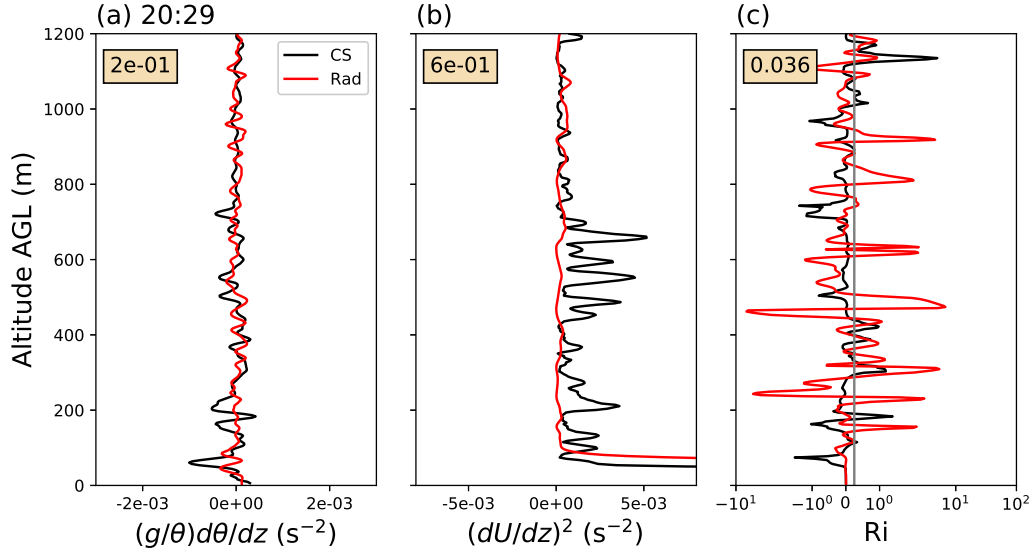 (a) 20:29
(b)
(c)
1200
1000
800
600
400
200
0
Altitude AGL (m)
2e-01
CS
Rad
6e-01
0.036
-2e-03
0e+00
2e-03
-5e-03
0e+00
5e-03
−10¹
−10⁰
0
10⁰
10¹
10²
(g/θ)dθ/dz (s⁻²)
(dU/dz)² (s⁻²)
Ri